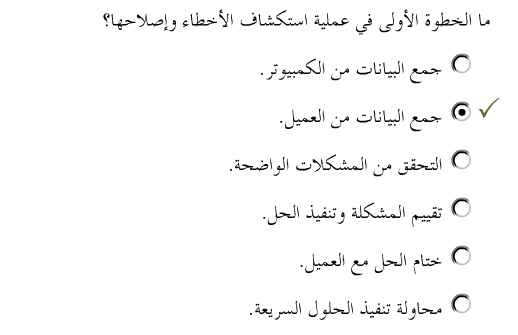 ما الخطوة الأولى في عملية استكشاف الأخطاء وإصلاحها؟
جمع البيانات من الكمبيوتر.
جمع البيانات من العميل.
التحقق من المشكلات الواضحة.
تقييم المشكلة وتنفيذ الحل.
ختام الحل مع العميل.
محاولة تنفيذ الحلول السريعة.